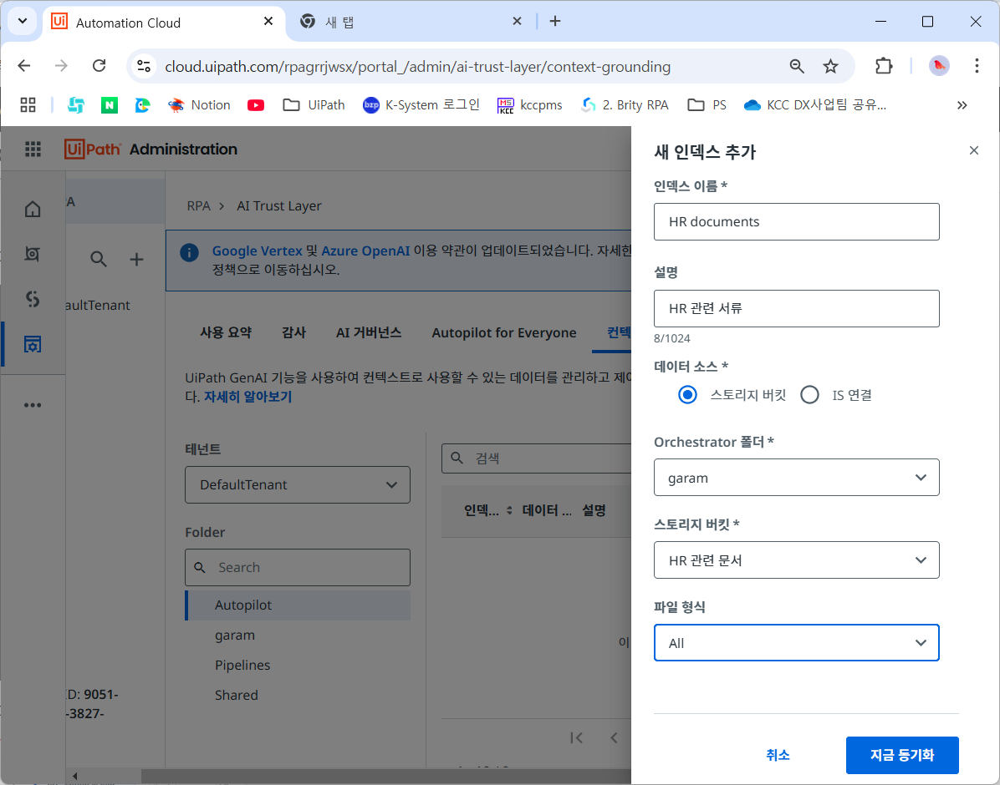 Automation Cloud
새 탭
cloud.uipath.com/rpagrrjwsx/portal_/admin/ai-trust-layer/context-grounding
N
Notion
UiPath
bzp
K-System 로그인
MS
KCC
kccpms
2. Brity RPA
PS
KCC DX사업팀 공유...
UiPath Administration
RPA > AI Trust Layer
Google Vertex 및 Azure OpenAI 이용 약관이 업데이트되었습니다. 자세한
정책으로 이동하십시오.
aultTenant
사용 요약
감사
AI 거버넌스
Autopilot for Everyone
컨텍
UiPath GenAI 기능을 사용하여 컨텍스트로 사용할 수 있는 데이터를 관리하고 제어
다. 자세히 알아보기
테넌트
DefaultTenant
Folder
Search
Autopilot
garam
Pipelines
Shared
ID: 9051-
-3827-
검색
인덱...
데이터 ...
설명
이
새 인덱스 추가
인덱스 이름 *
HR documents
설명
HR 관련 서류
8/1024
데이터 소스 *
스토리지 버킷
IS 연결
Orchestrator 폴더 *
garam
스토리지 버킷 *
HR 관련 문서
파일 형식
All
취소
지금 동기화